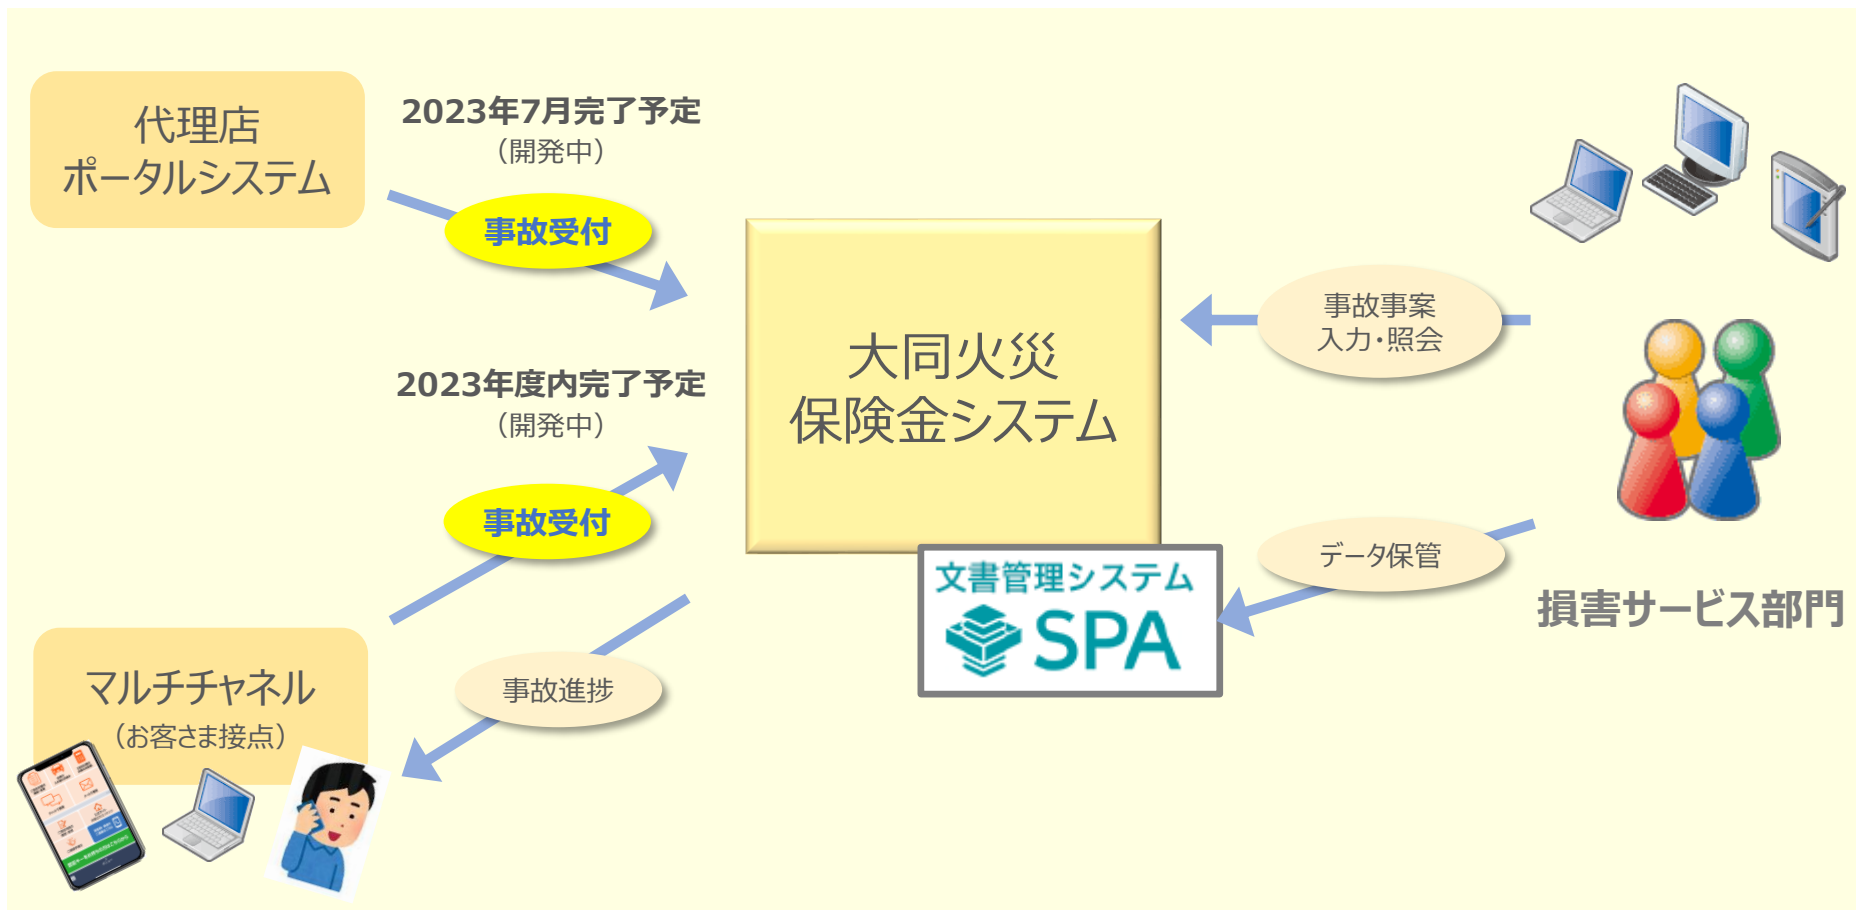 代理店
ポータルシステム
2023年7月完了予定
（開発中）
事故受付
2023年度内完了予定
（開発中）
事故受付
マルチチャネル
（お客さま接点）
事故進捗
大同火災
保険金システム
文書管理システム
SPA
事故事案
入力・照会
データ保管
損害サービス部門